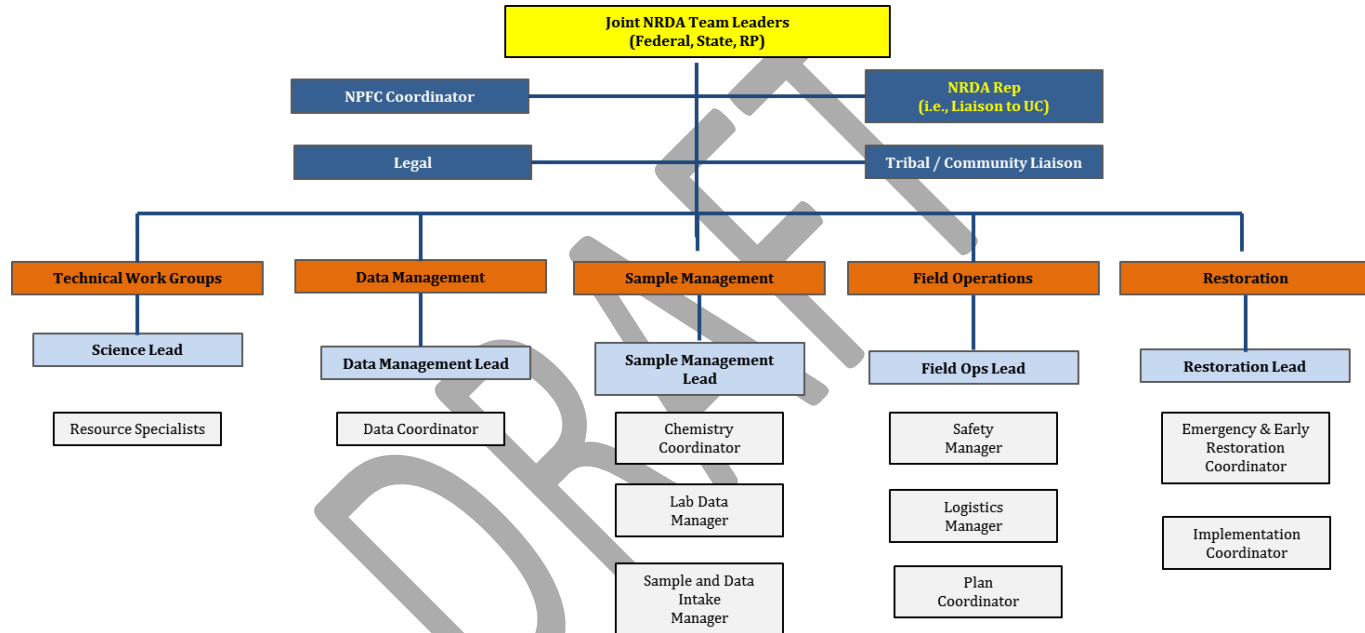 Joint NRDA Team Leaders
(Federal, State, RP)
NPFC Coordinator
NRDA Rep
(i.e., Liaison to UC)
Legal
Tribal / Community Liaison
Technical Work Groups
Data Management
Sample Management
Field Operations
Restoration
Science Lead
Data Management Lead
Sample Management
Lead
Field Ops Lead
Restoration Lead
Resource Specialists
Data Coordinator
Chemistry
Coordinator
Safety
Manager
Emergency & Early
Restoration
Coordinator
Lab Data
Manager
Logistics
Manager
Implementation
Coordinator
Sample and Data
Intake
Manager
Plan
Coordinator
DRAFT